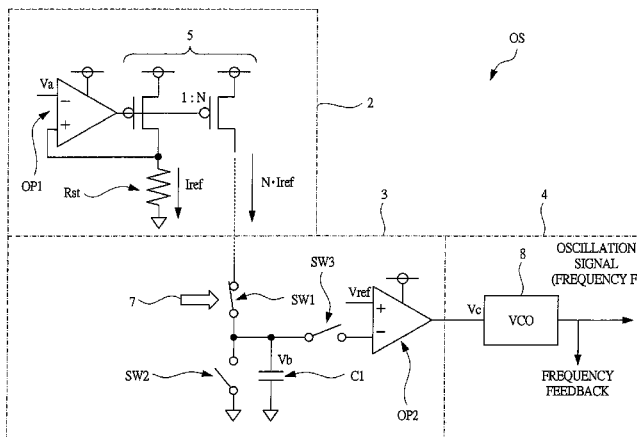 5
OS
Va
1 : N
2
OP1
Rst
Iref
N·Iref
3
4
OSCILLATION
SIGNAL
(FREQUENCY F
8
SW3
Vref
7
SW1
Vc
VCO
SW2
Vb
C1
OP2
FREQUENCY
FEEDBACK